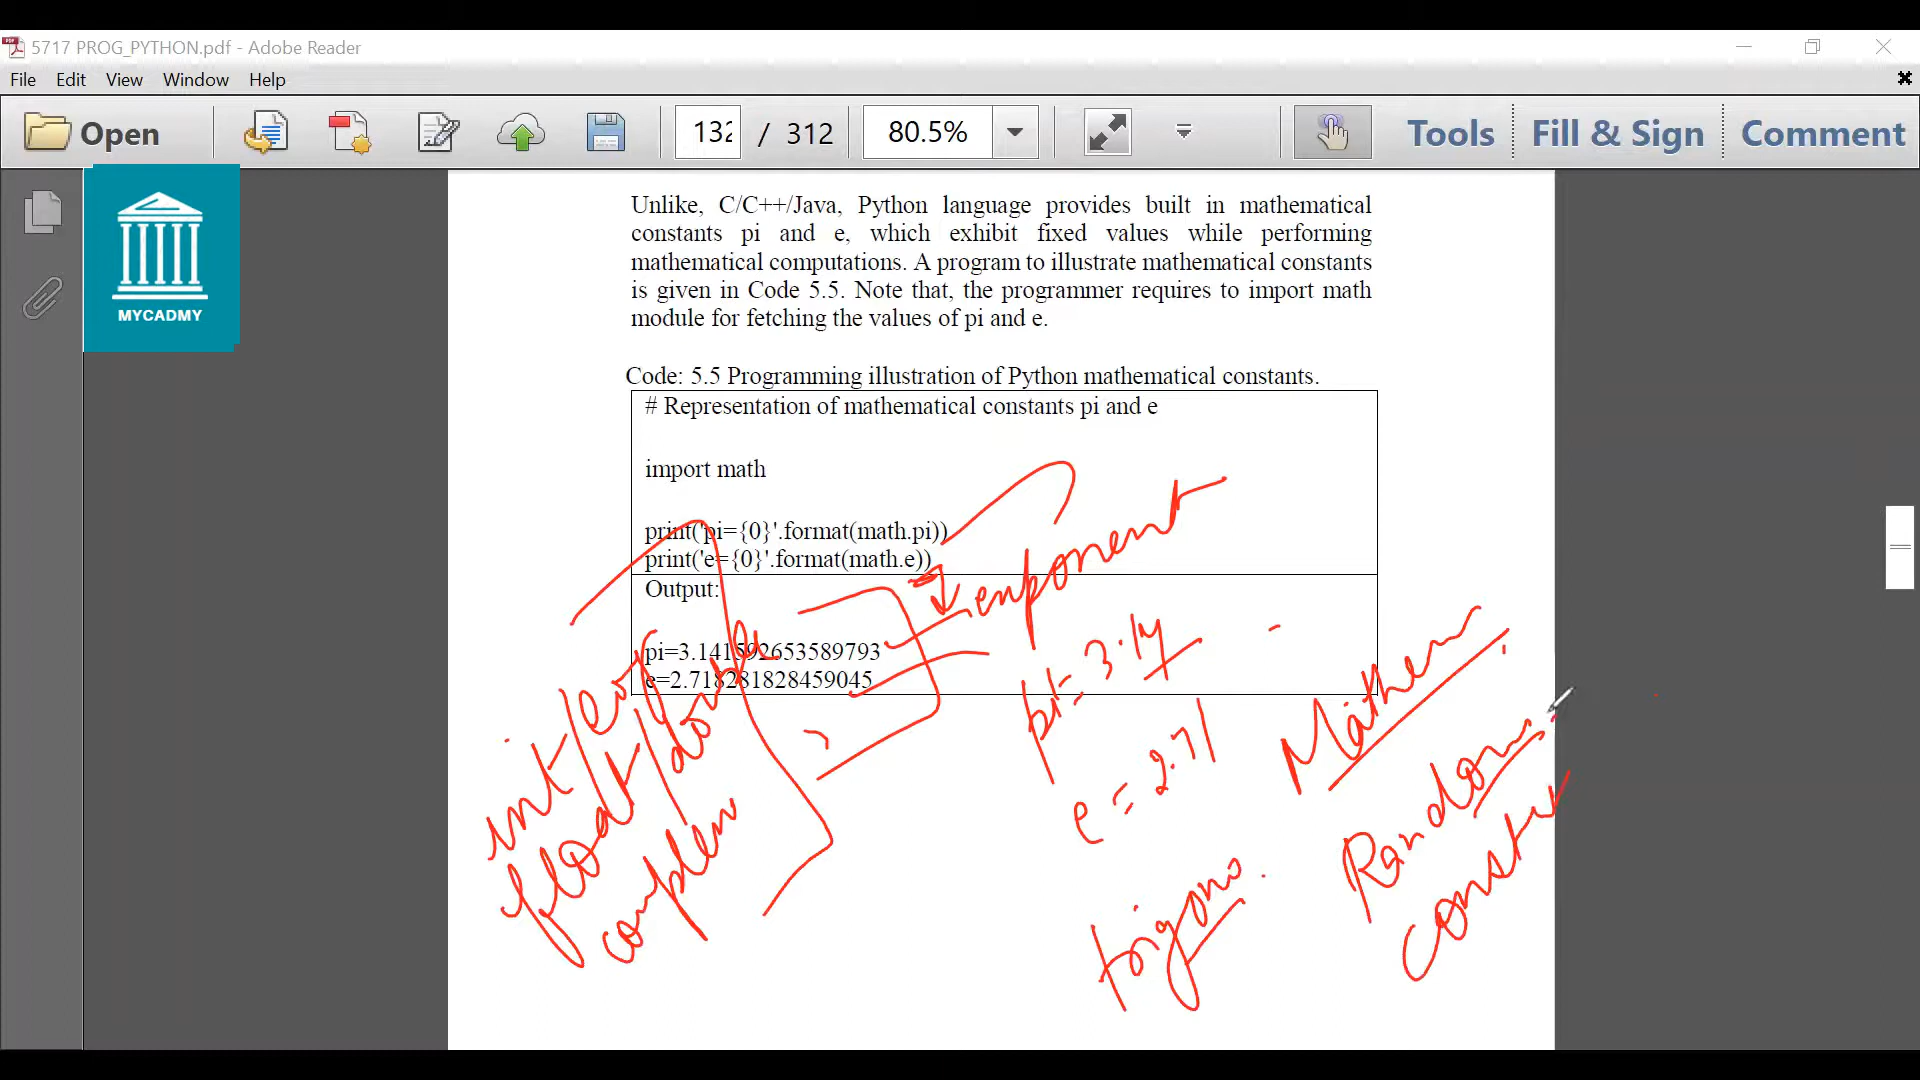 5717 PROG_PYTHON.pdf - Adobe Reader
File Edit View Window Help
Open 132 / 312 80.5% Tools Fill & Sign Comment
MYCADMY
Unlike, C/C++/Java, Python language provides built in mathematical
constants pi and e, which exhibit fixed values while performing
mathematical computations. A program to illustrate mathematical constants
is given in Code 5.5. Note that, the programmer requires to import math
module for fetching the values of pi and e.
Code: 5.5 Programming illustration of Python mathematical constants.
# Representation of mathematical constants pi and e
import math
print('pi={0}'.format(math.pi))
print('e={0}'.format(math.e))
Output:
pi=3.141592653589793
e=2.718281828459045
exponent
pi = 3.14
e = 2.71
int/
float/
double
complex
Mathem
Random
Const
trigono.